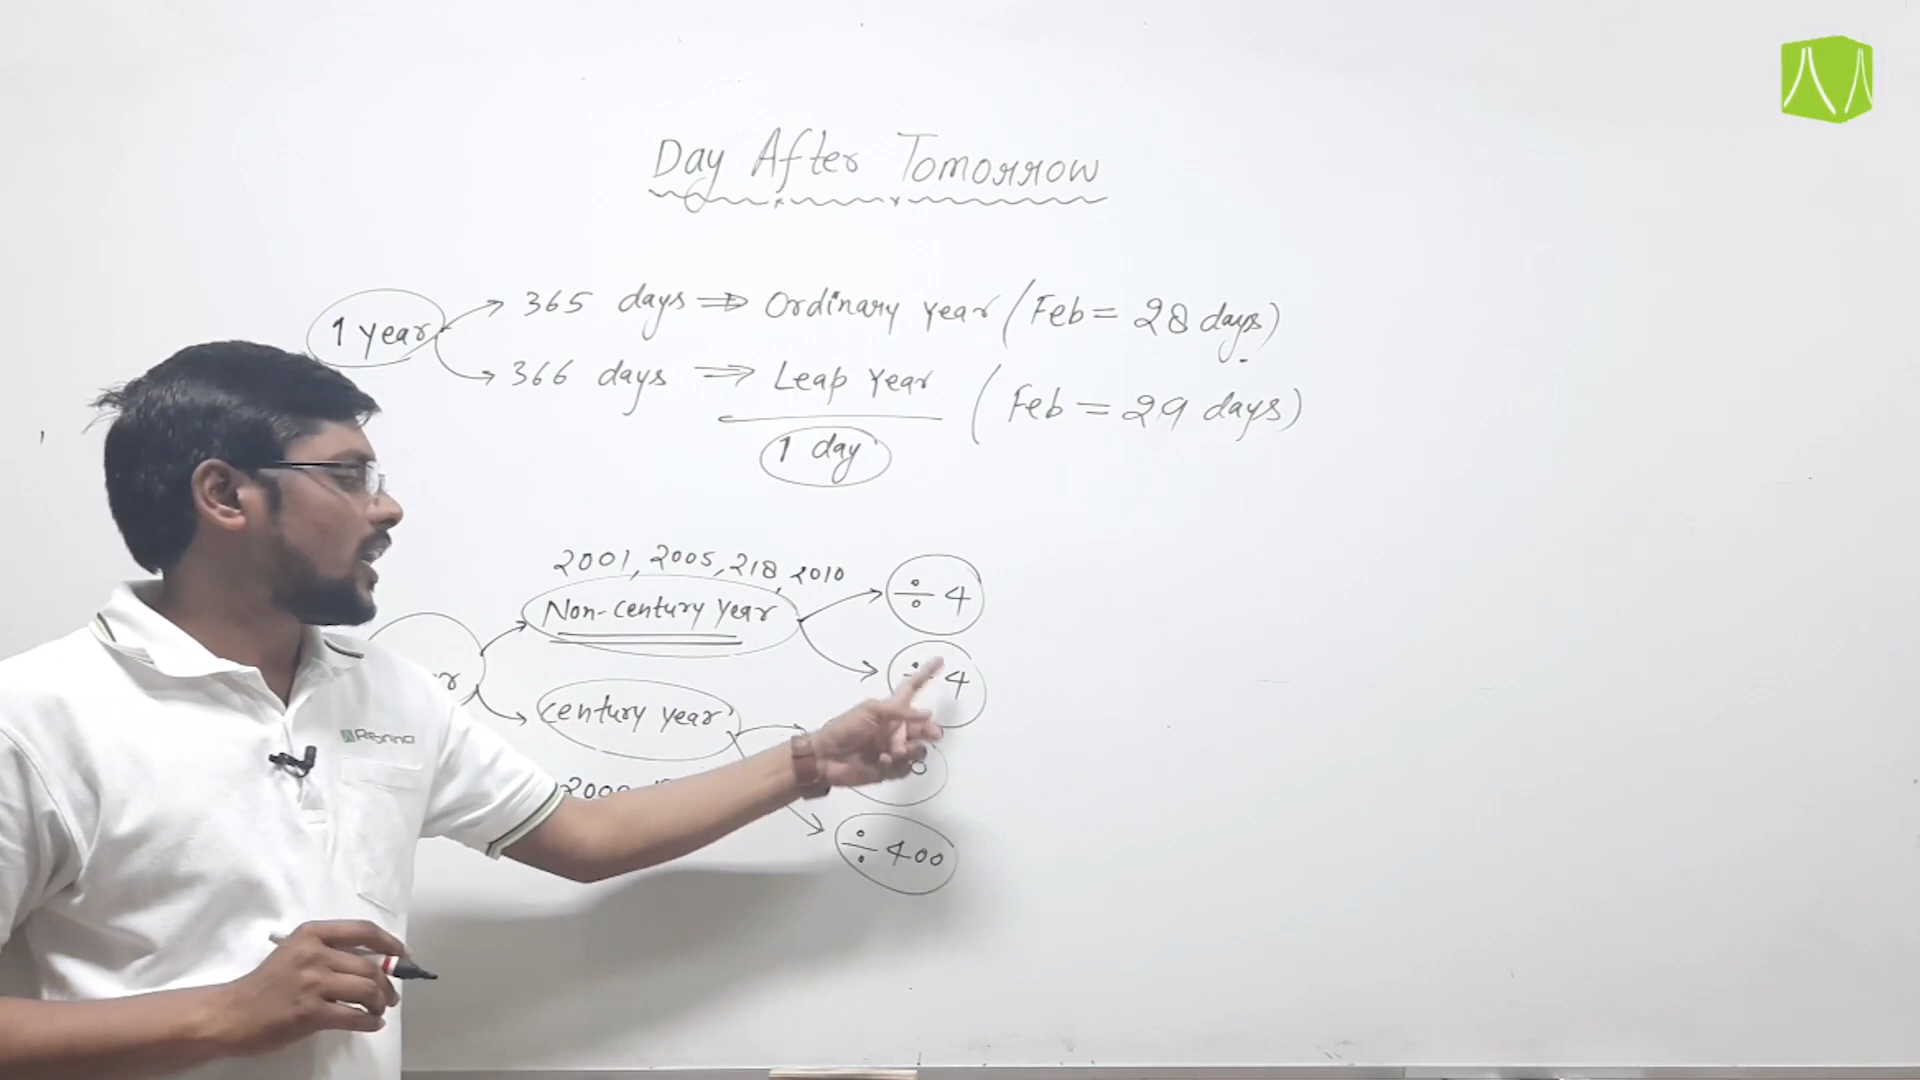 Day After Tomorrow
1 year
365 days ⇒ Ordinary year (Feb = 28 days)
366 days ⇒ Leap Year (Feb = 29 days)
1 day
2001, 2005, 218, 2010
Non-century year
÷ 4
÷ 4
century year
÷ 400